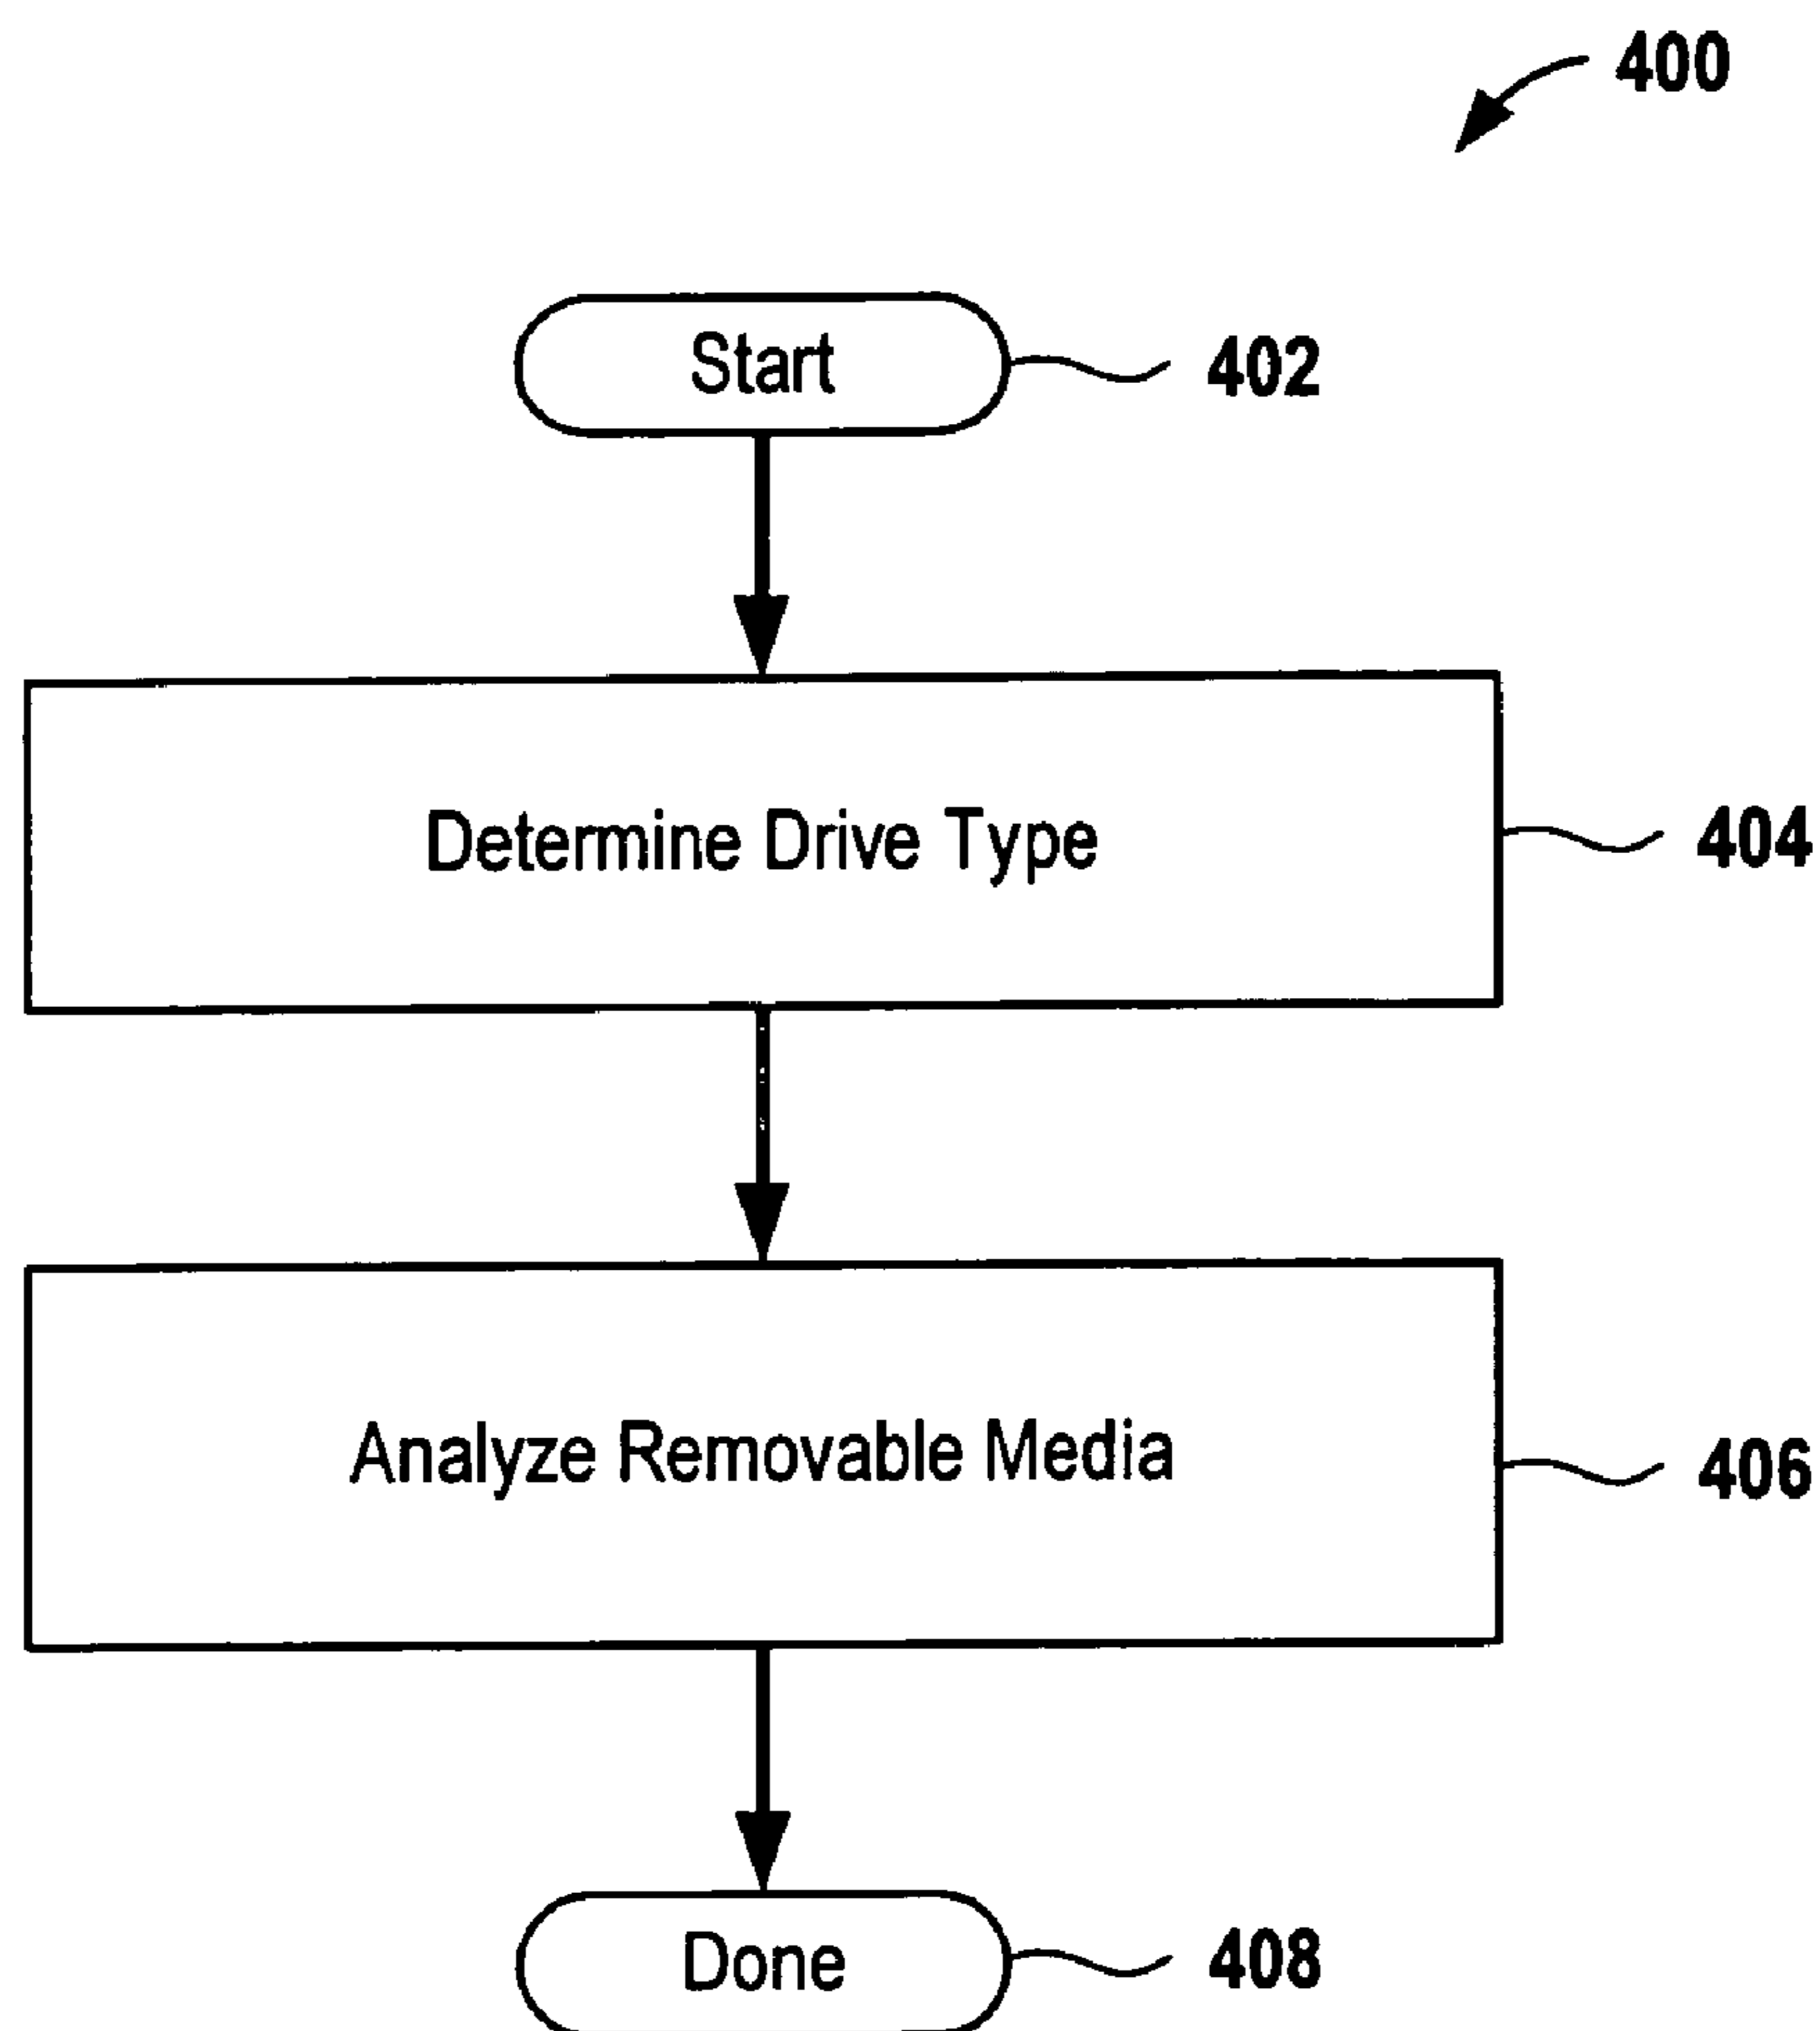 400
Start
402
Determine Drive Type
404
Analyze Removable Media
406
Done
408